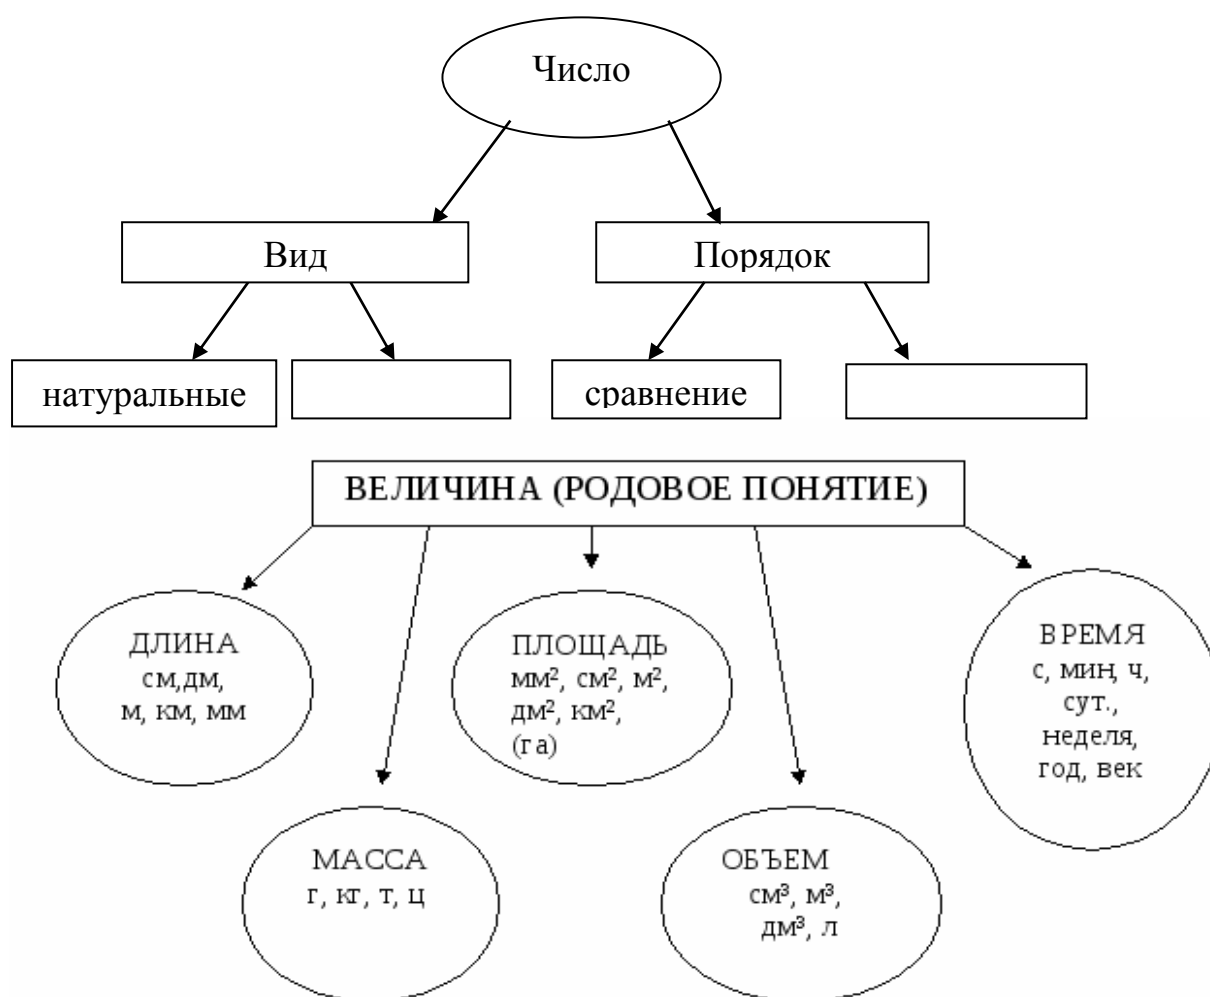 Число
Вид
Порядок
натуральные
сравнение
ВЕЛИЧИНА (РОДОВОЕ ПОНЯТИЕ)
ДЛИНА
см,дм,
м, км, мм
ПЛОЩАДЬ
мм², см², м²,
дм², км²,
(га)
ВРЕМЯ
с, мин, ч,
сут.,
неделя,
год, век
МАССА
г, кг, т, ц
ОБЪЕМ
см³, м³,
дм³, л